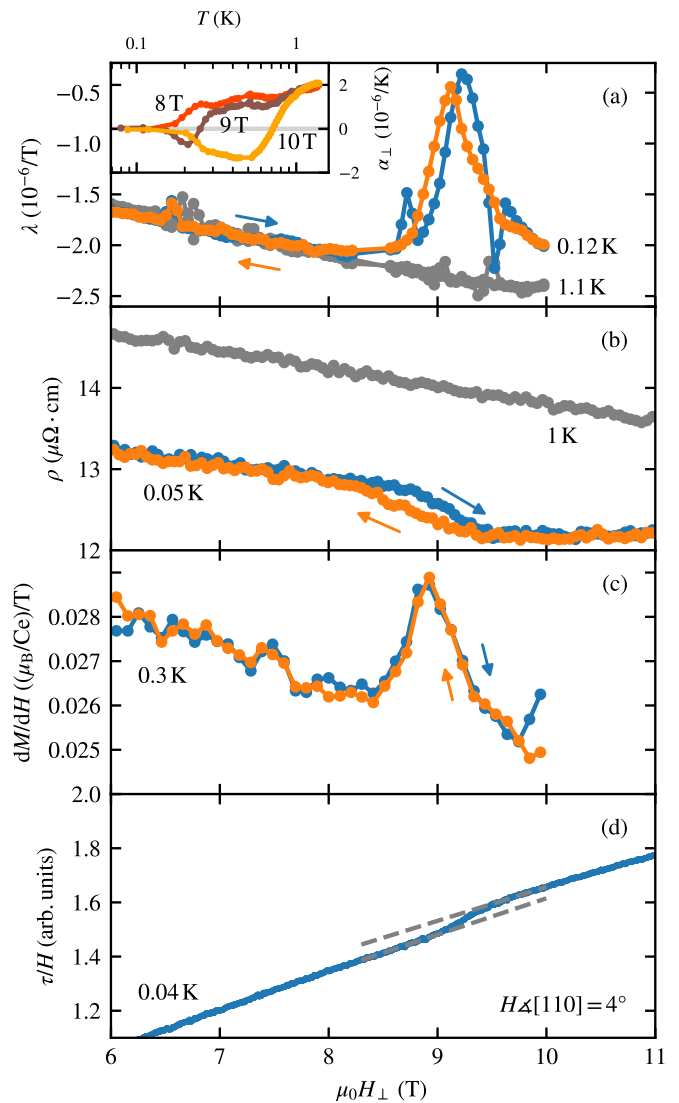 T (K)
0.1 1
8 T
9 T
10 T
2
0
−2
α⊥ (10⁻⁶/K)
(a)
−0.5
−1.0
−1.5
−2.0
−2.5
λ (10⁻⁶/T)
0.12 K
1.1 K
(b)
14
13
12
ρ (μΩ · cm)
1 K
0.05 K
(c)
0.028
0.027
0.026
0.025
2.0
dM/dH ((μB/Ce)/T)
0.3 K
(d)
1.8
1.6
1.4
1.2
τ/H (arb. units)
0.04 K
H∡[110] = 4°
6 7 8 9 10 11
μ₀H⊥ (T)